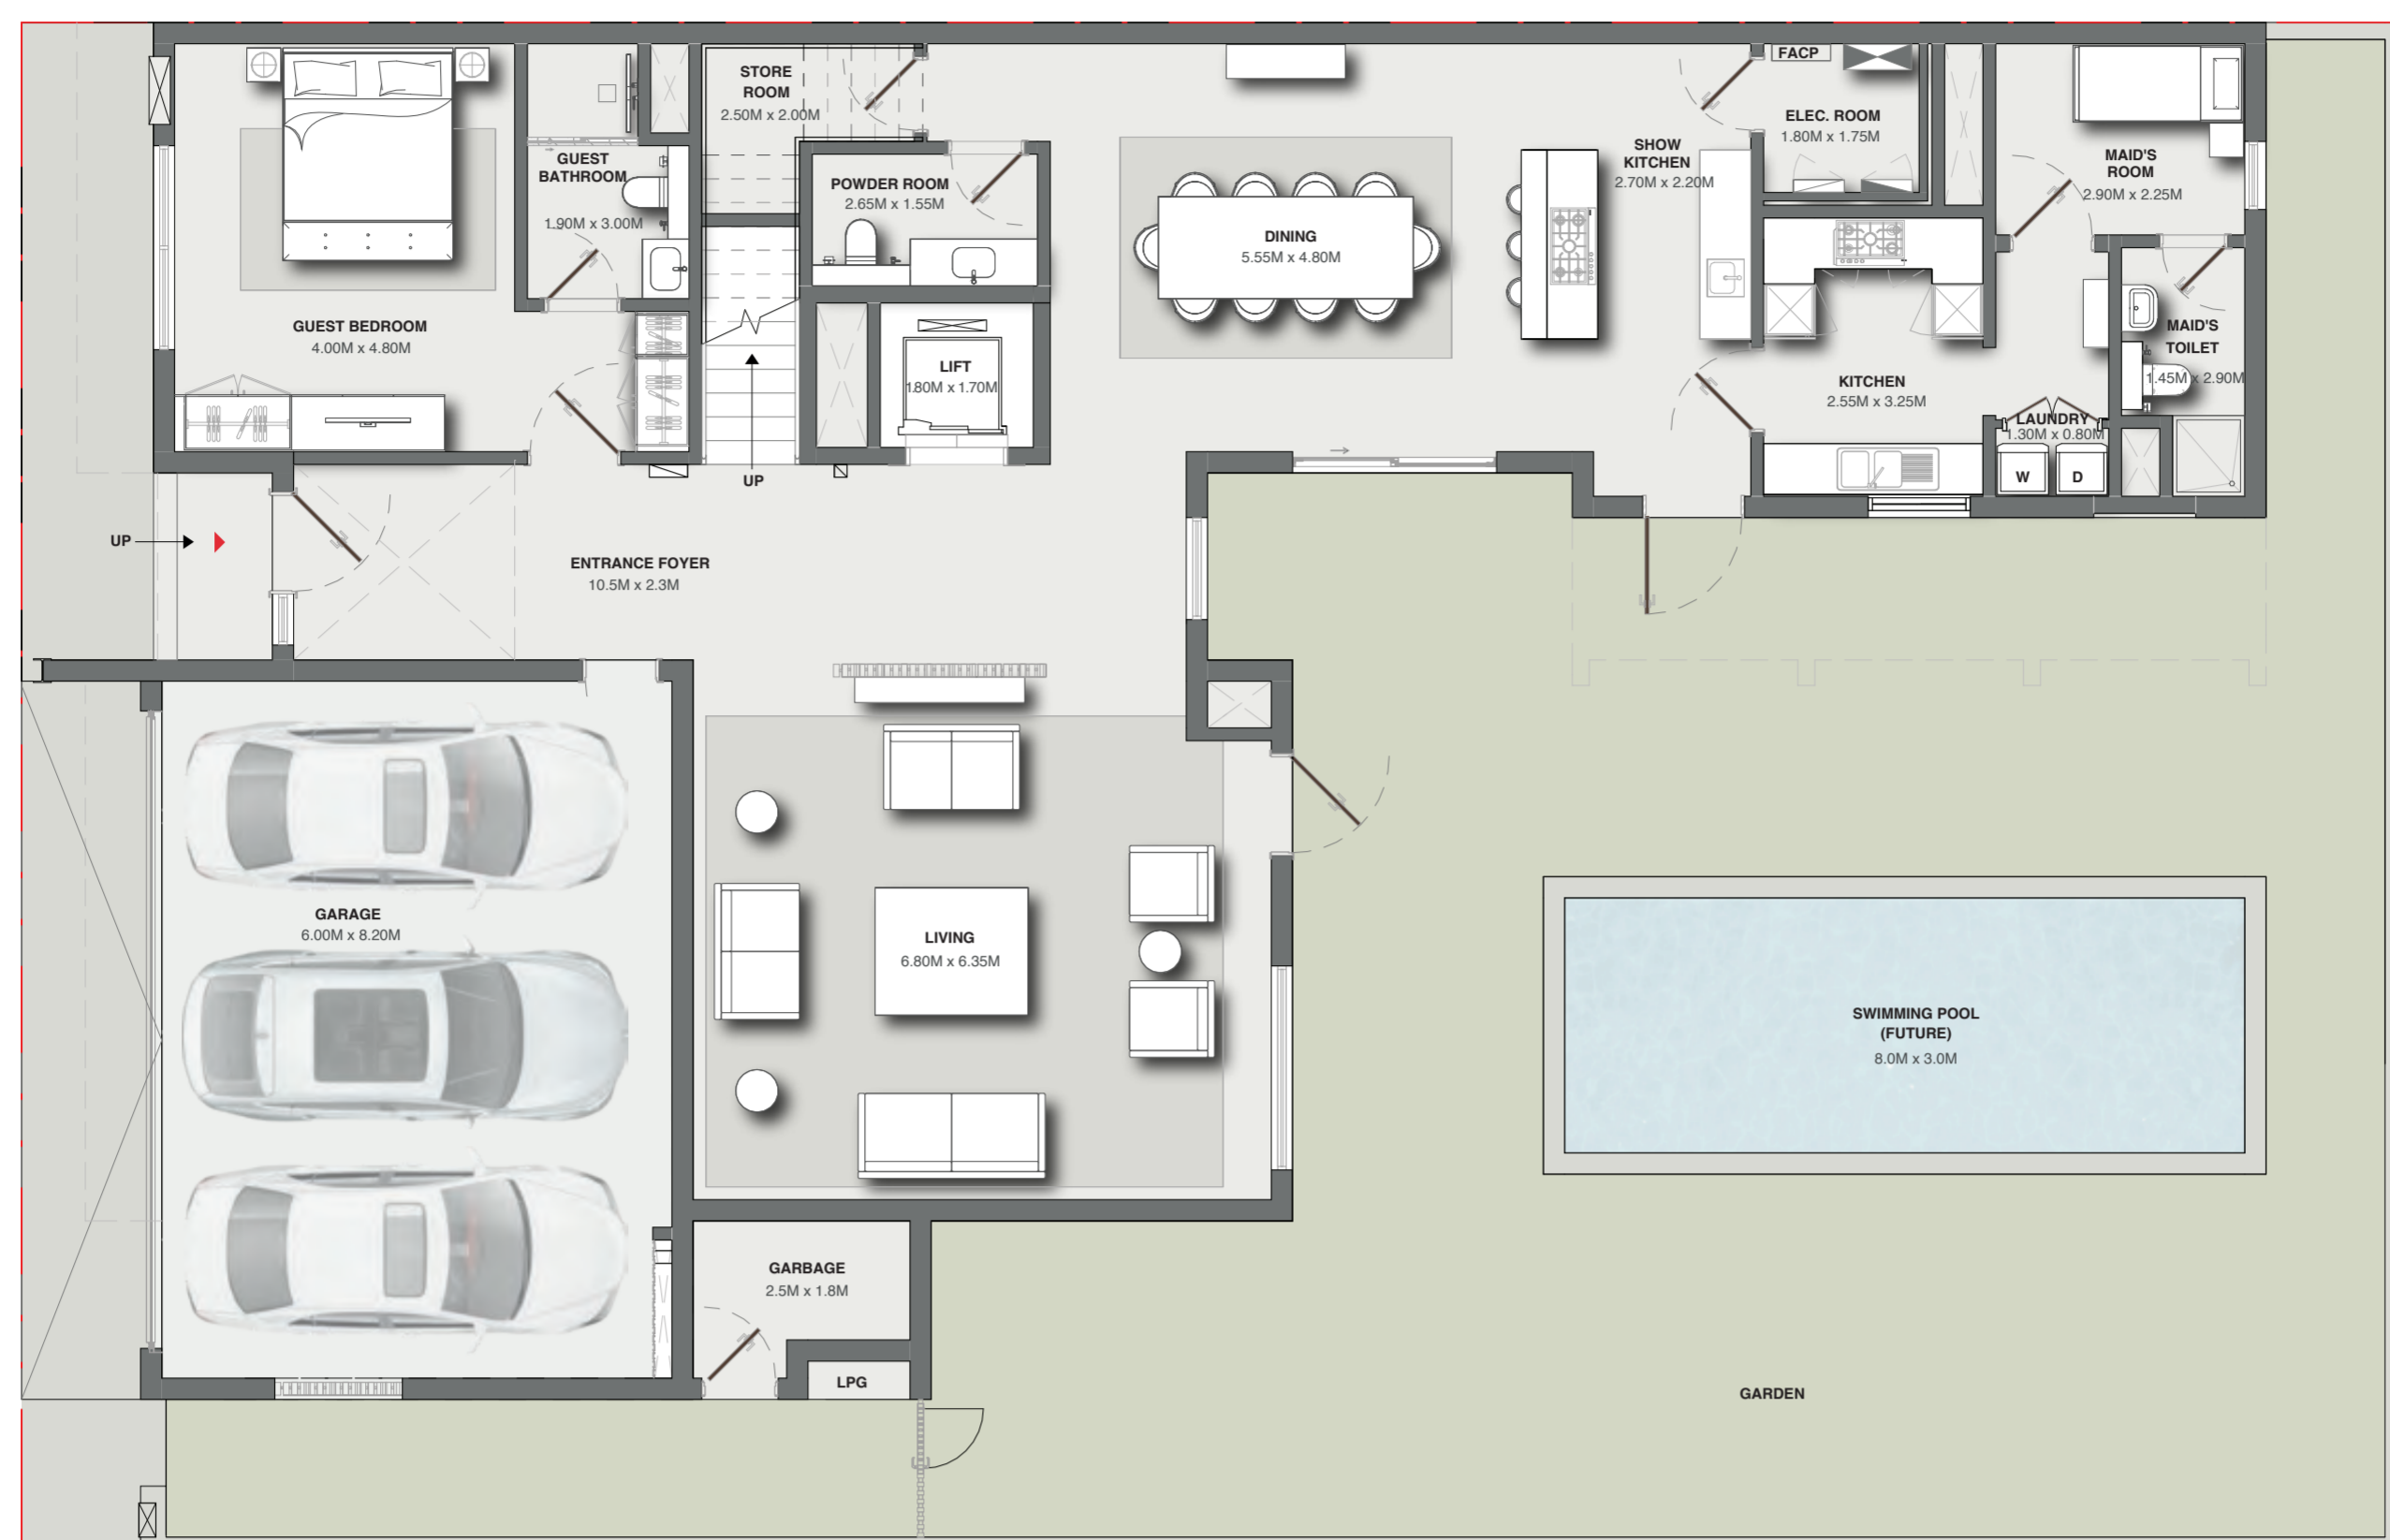 STORE
ROOM
2.50M x 2.00M
FACP
ELEC. ROOM
1.80M x 1.75M
SHOW
KITCHEN
2.70M x 2.20M
MAID'S
ROOM
2.90M x 2.25M
GUEST
BATHROOM
1.90M x 3.00M
POWDER ROOM
2.65M x 1.55M
DINING
5.55M x 4.80M
GUEST BEDROOM
4.00M x 4.80M
LIFT
1.80M x 1.70M
MAID'S
TOILET
1.45M x 2.90M
KITCHEN
2.55M x 3.25M
LAUNDRY
1.30M x 0.80M
W
D
UP
UP
ENTRANCE FOYER
10.5M x 2.3M
GARAGE
6.00M x 8.20M
LIVING
6.80M x 6.35M
SWIMMING POOL
(FUTURE)
8.0M x 3.0M
GARBAGE
2.5M x 1.8M
LPG
GARDEN